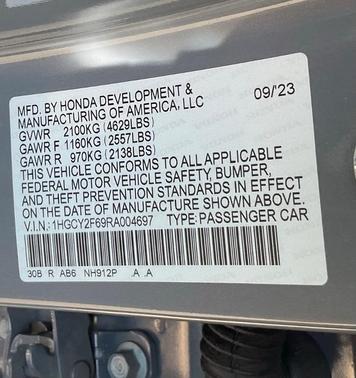 MFD. BY HONDA DEVELOPMENT &
MANUFACTURING OF AMERICA, LLC 09/23
GVWR 2100KG (4629LBS)
GAWR F 1160KG (2557LBS)
GAWR R 970KG (2138LBS)
THIS VEHICLE CONFORMS TO ALL APPLICABLE
FEDERAL MOTOR VEHICLE SAFETY, BUMPER,
AND THEFT PREVENTION STANDARDS IN EFFECT
ON THE DATE OF MANUFACTURE SHOWN ABOVE.
V.I.N.: 1HGCY2F69RA004697 TYPE: PASSENGER CAR
30B R AB6 NH912P .A .A